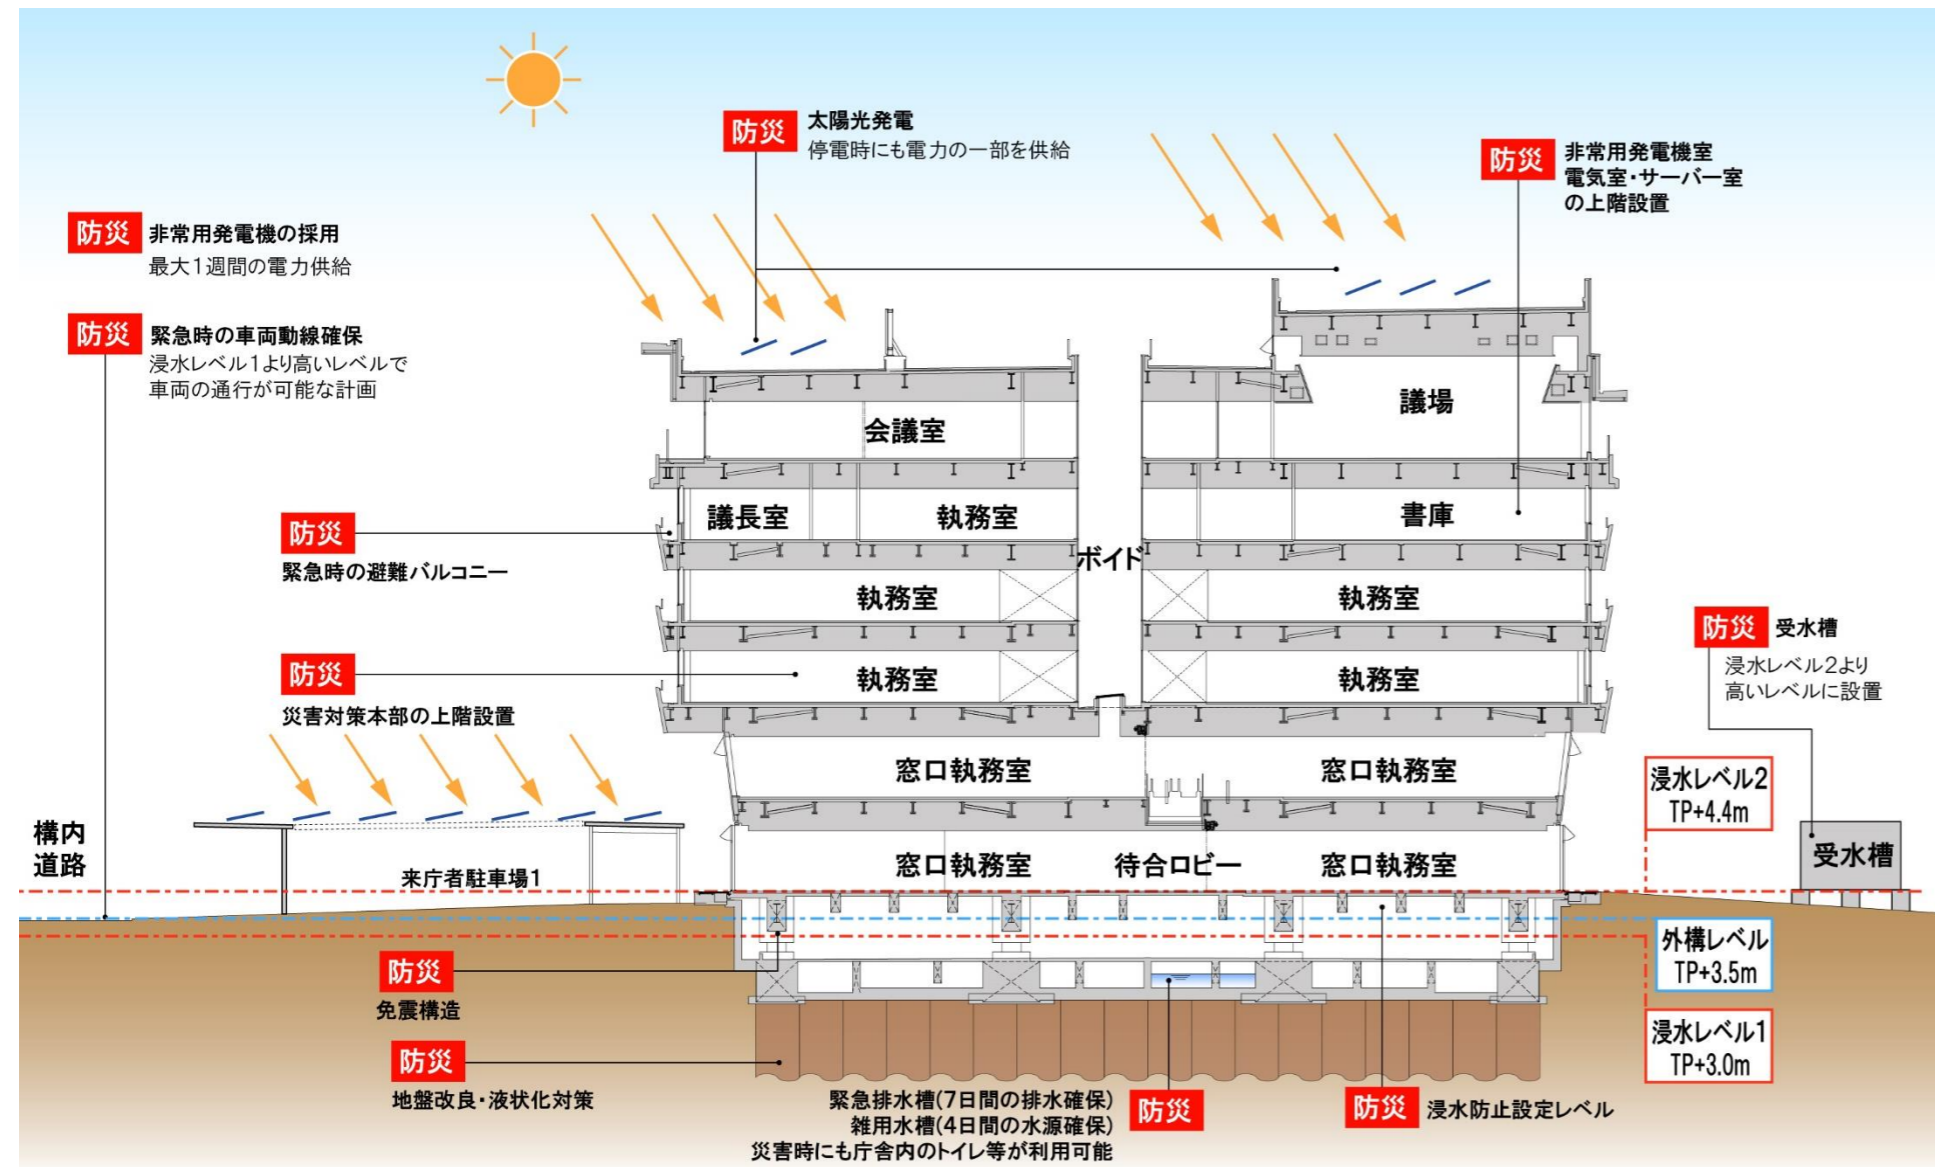 防災
太陽光発電
停電時にも電力の一部を供給
防災
非常用発電機室
電気室・サーバー室
の上階設置
防災
非常用発電機の採用
最大1週間の電力供給
防災
緊急時の車両動線確保
浸水レベル1より高いレベルで
車両の通行が可能な計画
議場
会議室
議長室
執務室
書庫
防災
緊急時の避難バルコニー
ボイド
執務室
執務室
防災
受水槽
浸水レベル2より
高いレベルに設置
防災
災害対策本部の上階設置
執務室
執務室
窓口執務室
窓口執務室
浸水レベル2
TP+4.4m
構内
道路
来庁者駐車場1
窓口執務室
待合ロビー
窓口執務室
受水槽
外構レベル
TP+3.5m
防災
免震構造
浸水レベル1
TP+3.0m
防災
地盤改良・液状化対策
緊急排水槽(7日間の排水確保)
雑用水槽(4日間の水源確保)
災害時にも庁舎内のトイレ等が利用可能
防災
防災
浸水防止設定レベル